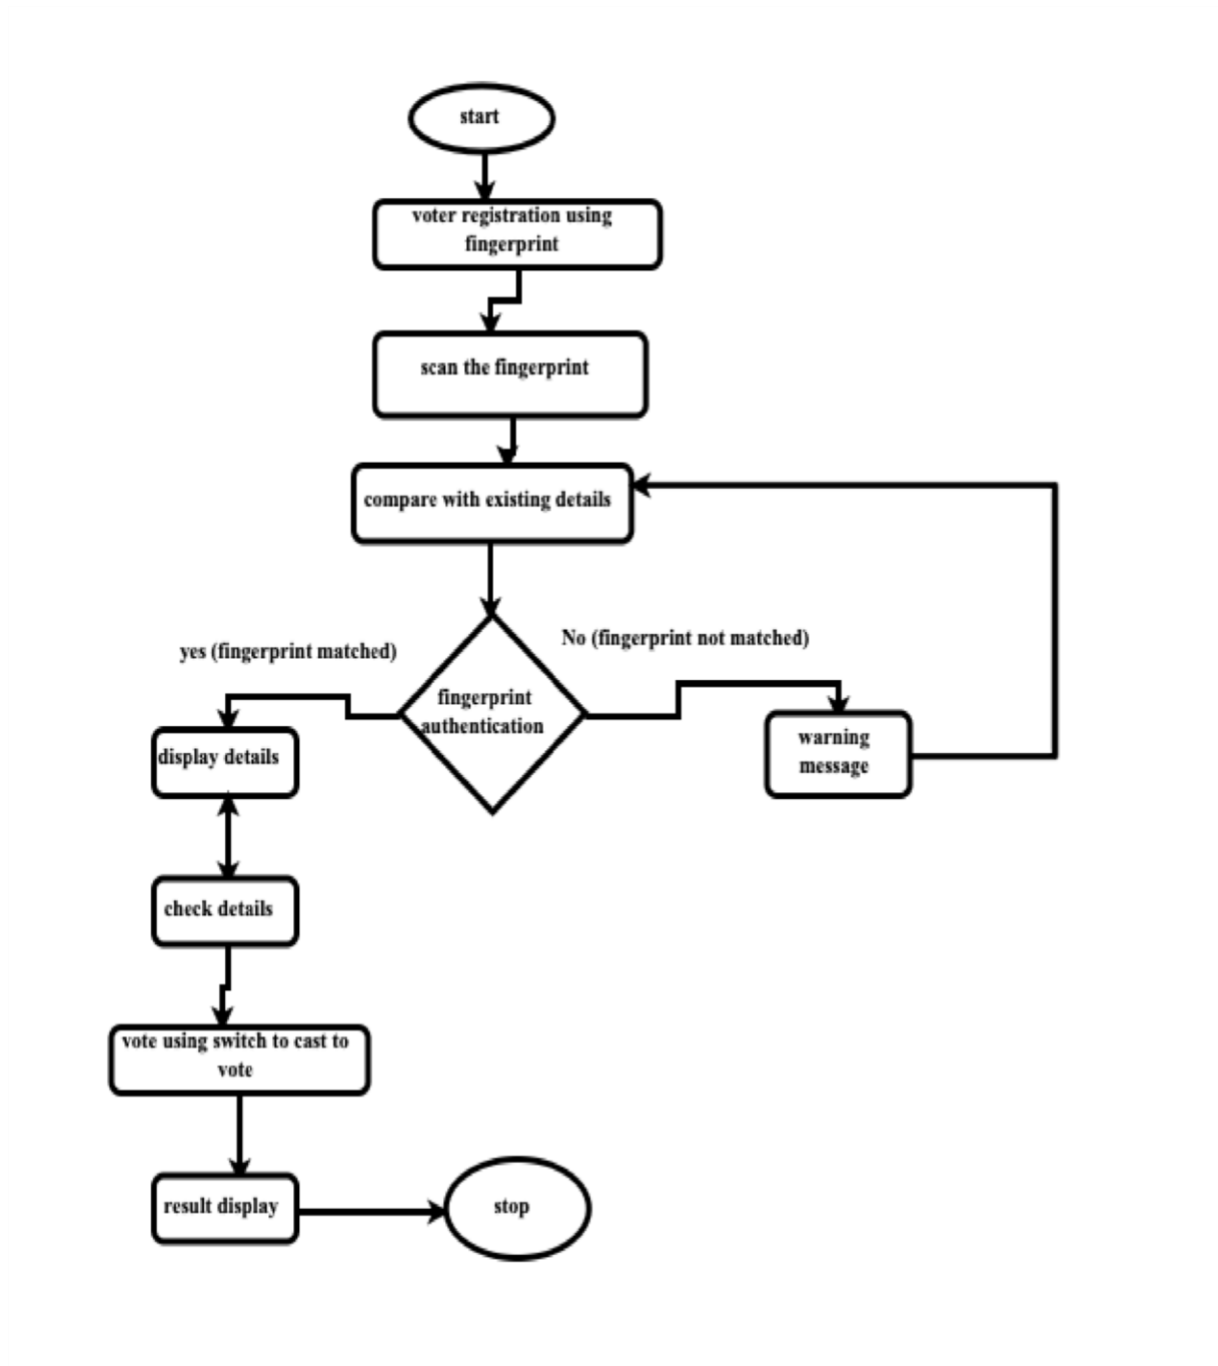 start
voter registration using
fingerprint
scan the fingerprint
compare with existing details
yes (fingerprint matched)
No (fingerprint not matched)
fingerprint
authentication
display details
warning
message
check details
vote using switch to cast to
vote
result display
stop